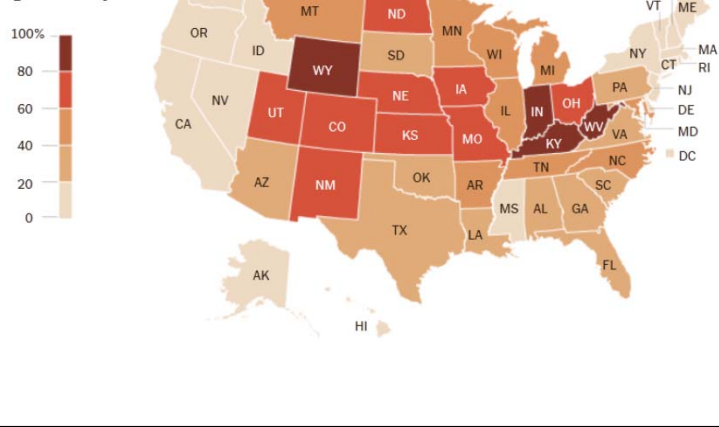 VT
ME
MT
ND
100%
OR
MN
ID
WI
NY
MA
SD
CT
RI
80
WY
MI
PA
NJ
60
NV
NE
IA
IL
IN
OH
DE
UT
CO
KS
MO
WV
VA
MD
CA
KY
40
DC
TN
NC
20
AZ
NM
OK
AR
SC
0
MS
AL
GA
TX
LA
FL
AK
HI